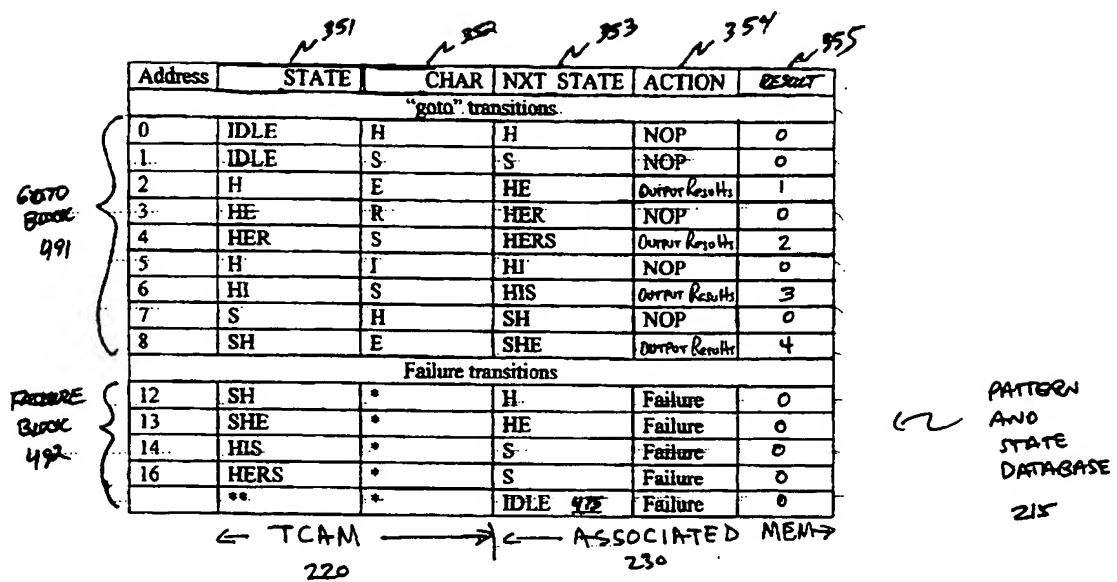 351 352 353 354 355
Address STATE CHAR NXT STATE ACTION RESULT
"goto" transitions
0 IDLE H H NOP 0
1 IDLE S S NOP 0
2 H E HE Output Results 1
3 HE R HER NOP 0
4 HER S HERS Output Results 2
5 H I HI NOP 0
6 HI S HIS Output Results 3
7 S H SH NOP 0
8 SH E SHE Output Results 4
GOTO
BLOCK
491
Failure transitions
12 SH * H Failure 0
13 SHE * HE Failure 0
14 HIS * S Failure 0
16 HERS * S Failure 0
** * IDLE 475 Failure 0
FAILURE
BLOCK
492
PATTERN
AND
STATE
DATABASE
215
TCAM ASSOCIATED MEM
220 230